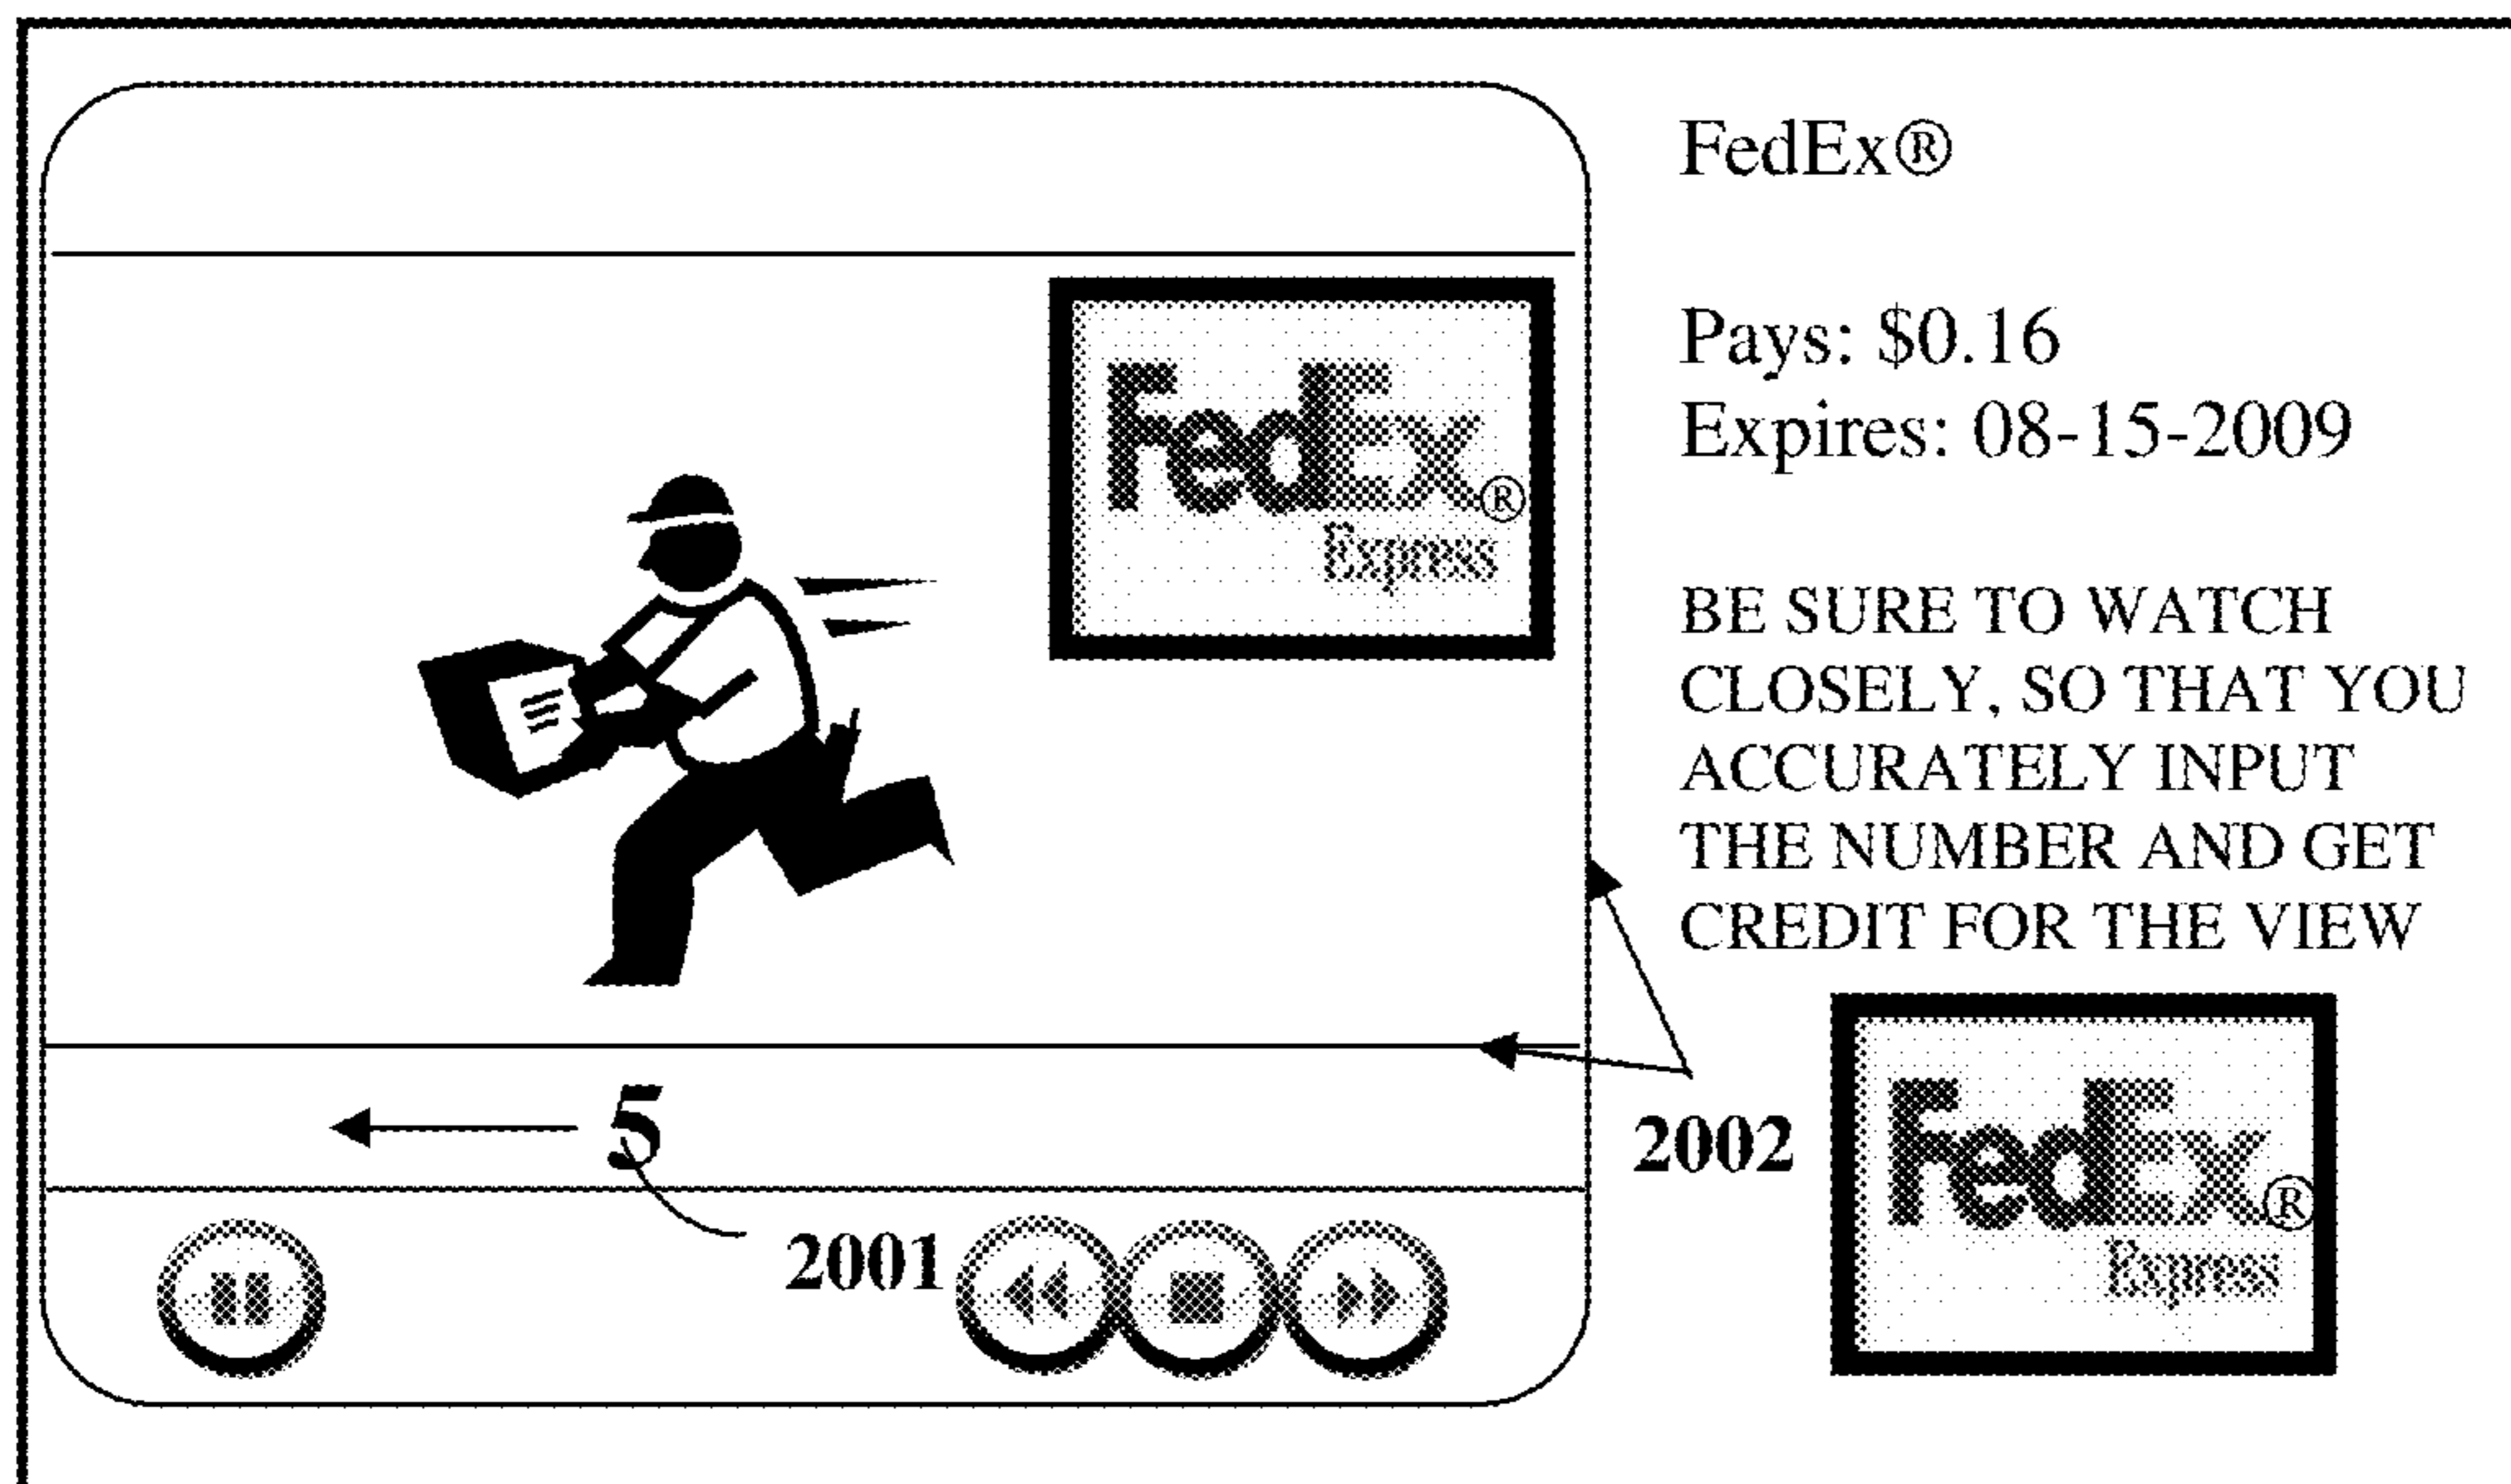 FedEx®
Pays: $0.16
Expires: 08-15-2009
FedEx®
Express
BE SURE TO WATCH
CLOSELY, SO THAT YOU
ACCURATELY INPUT
THE NUMBER AND GET
CREDIT FOR THE VIEW
5
2001
2002
FedEx®
Express